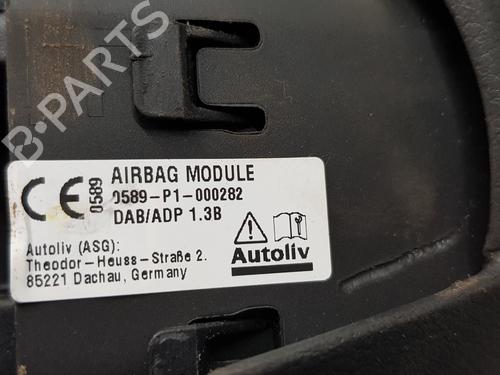 B-PARTS
CE 0589
AIRBAG MODULE
0589-P1-000282
DAB/ADP 1.3B
Autoliv (ASG):
Theodor-Heuss-Straße 2.
85221 Dachau, Germany
Autoliv